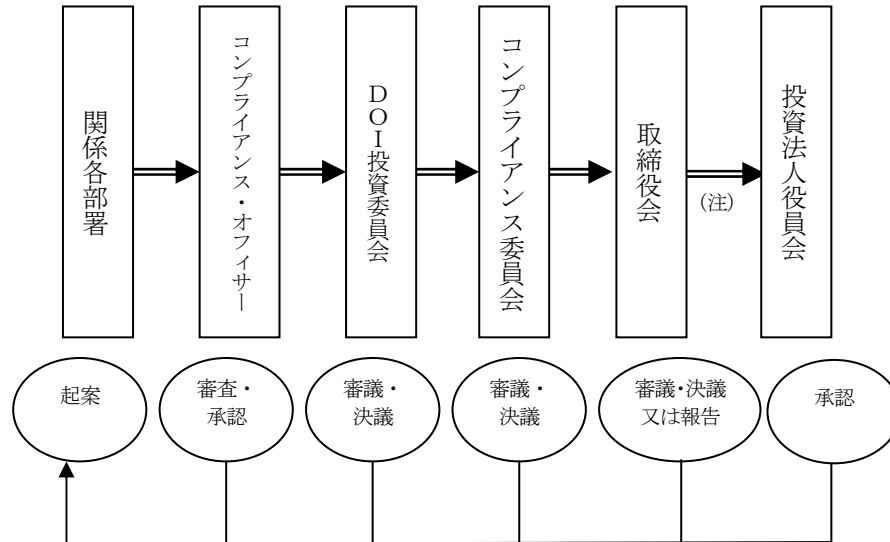 関係各部署
コンプライアンス・オフィサー
DOI投資委員会
コンプライアンス委員会
取締役会
(注)
投資法人役員会
起案
審査・
承認
審議・
決議
審議・
決議
審議・決議
又は報告
承認